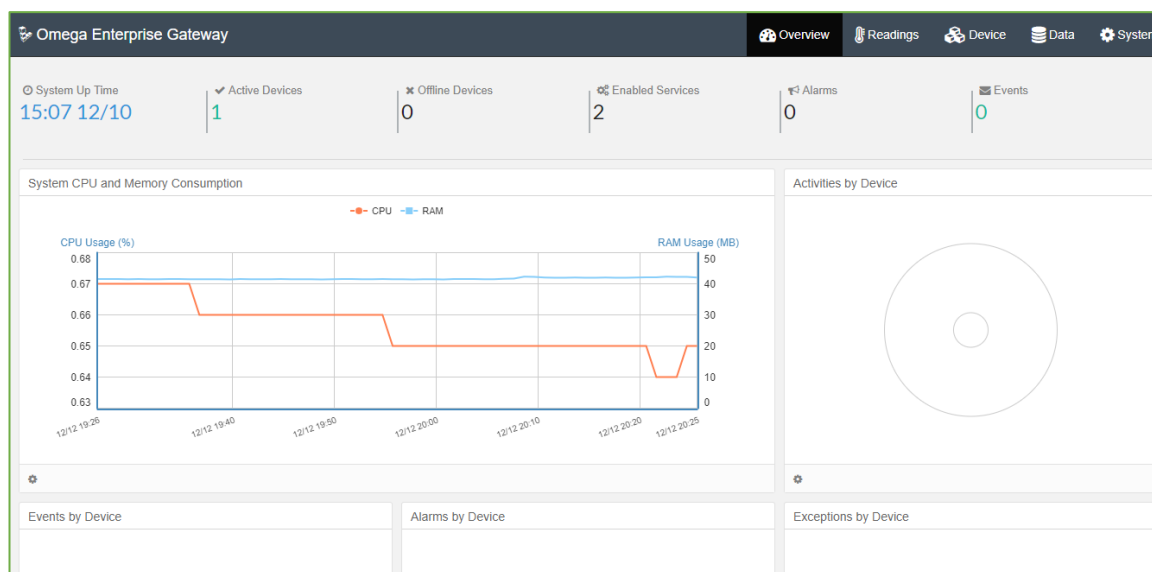 Omega Enterprise Gateway
Overview Readings Device Data System
System Up Time
15:07 12/10
Active Devices
1
Offline Devices
0
Enabled Services
2
Alarms
0
Events
0
System CPU and Memory Consumption
CPU RAM
CPU Usage (%)
RAM Usage (MB)
0.68
0.67
0.66
0.65
0.64
0.63
50
40
30
20
10
0
12/12 19:26
12/12 19:40
12/12 19:50
12/12 20:00
12/12 20:10
12/12 20:20
12/12 20:25
Activities by Device
Events by Device
Alarms by Device
Exceptions by Device